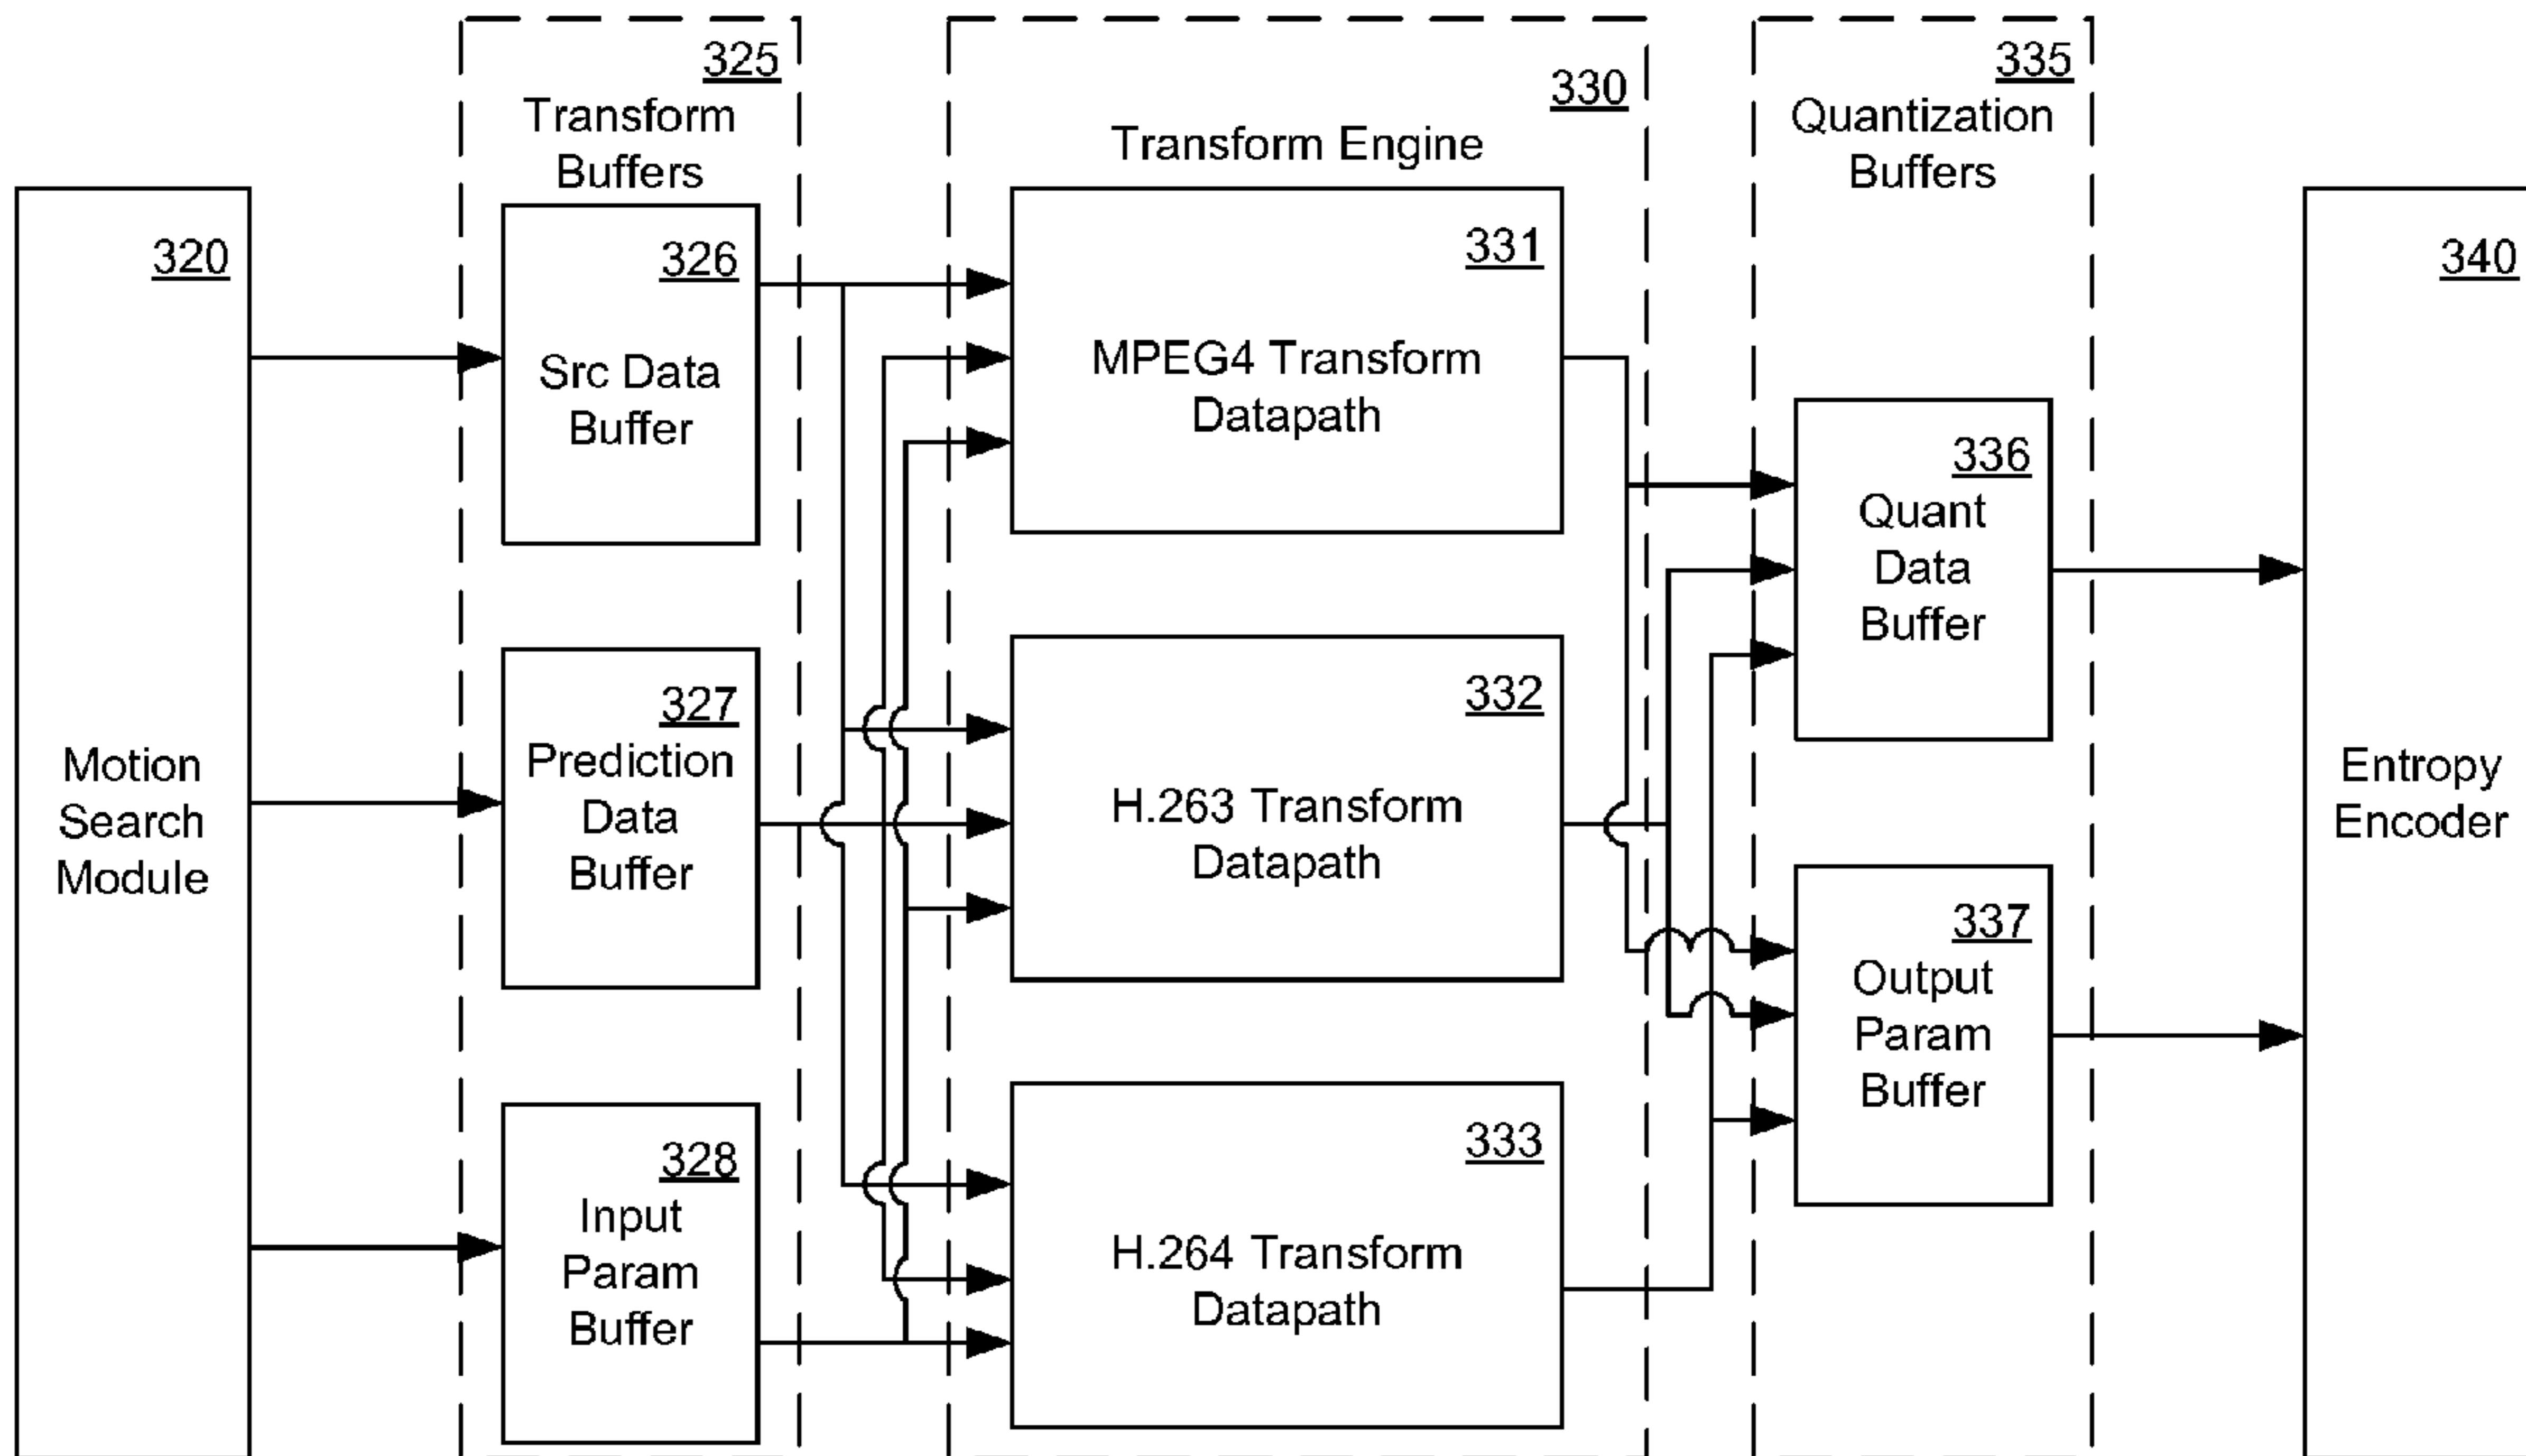 320
Motion
Search
Module
325
Transform
Buffers
326
Src Data
Buffer
327
Prediction
Data
Buffer
328
Input
Param
Buffer
330
Transform Engine
331
MPEG4 Transform
Datapath
332
H.263 Transform
Datapath
333
H.264 Transform
Datapath
335
Quantization
Buffers
336
Quant
Data
Buffer
337
Output
Param
Buffer
340
Entropy
Encoder